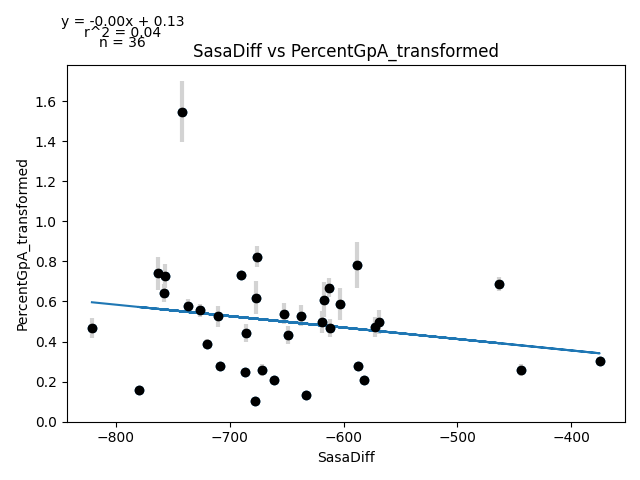 y = -0.00x + 0.13
r^2 = 0.04
n = 36
SasaDiff vs PercentGpA_transformed
PercentGpA_transformed
1.6
1.4
1.2
1.0
0.8
0.6
0.4
0.2
0.0
−800 −700 −600 −500 −400
SasaDiff